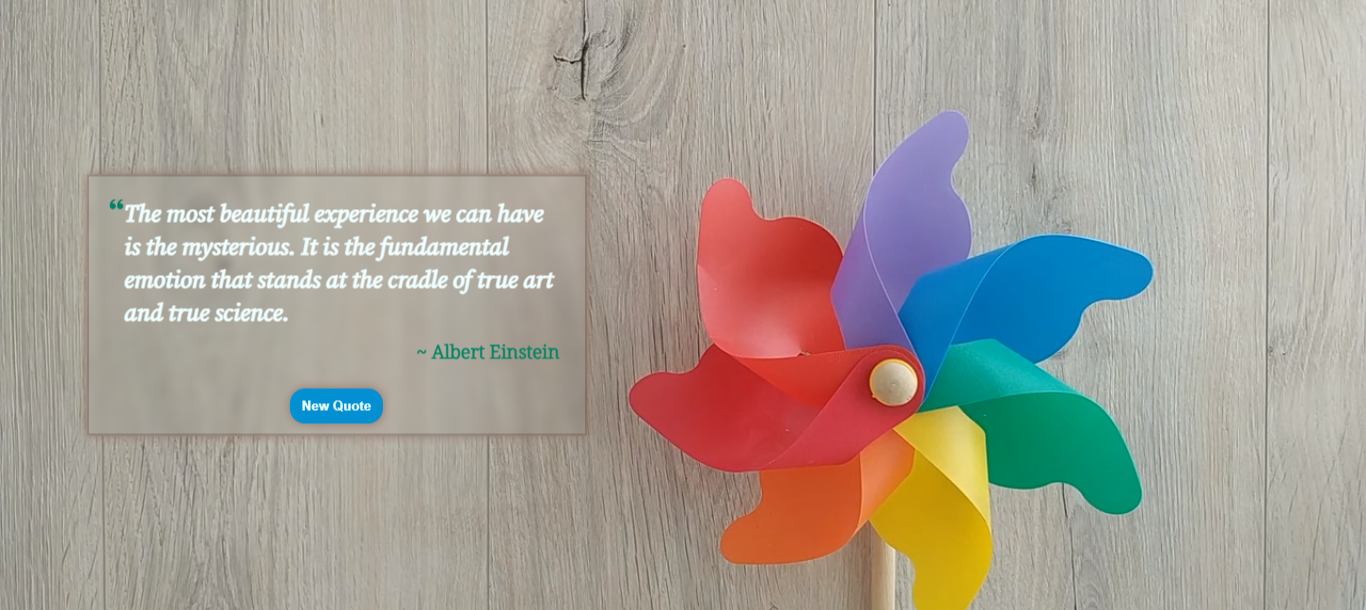 “The most beautiful experience we can have
is the mysterious. It is the fundamental
emotion that stands at the cradle of true art
and true science.
~ Albert Einstein
New Quote